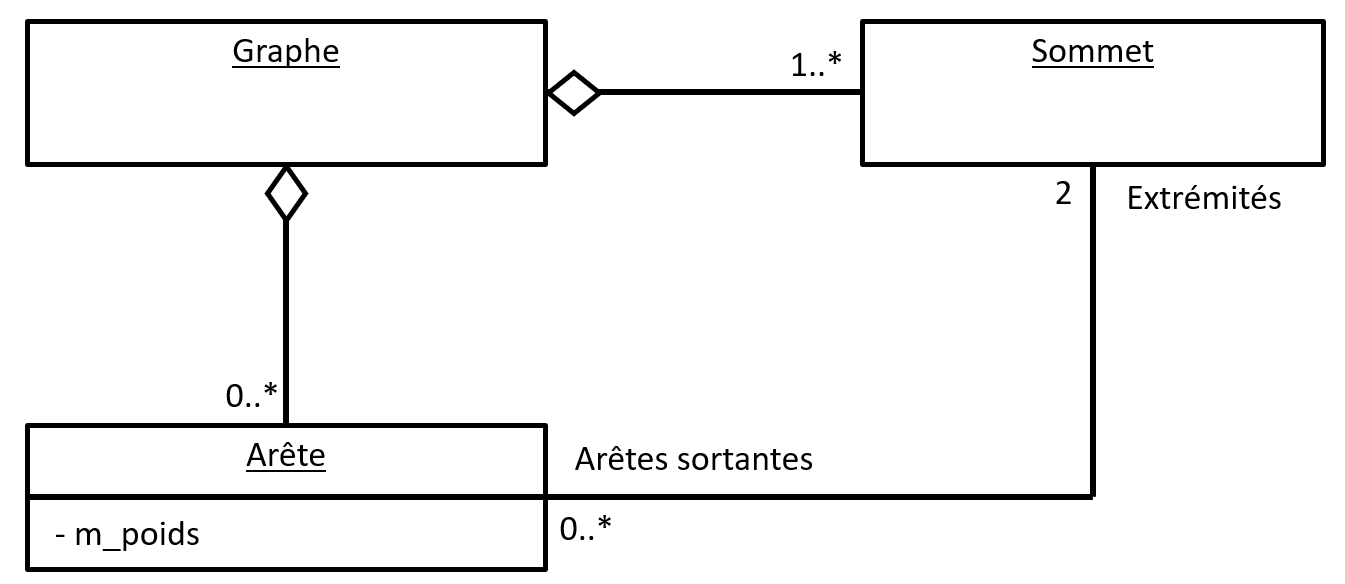 Graphe
1..*
Sommet
2
Extrémités
0..*
Arête
Arêtes sortantes
- m_poids
0..*